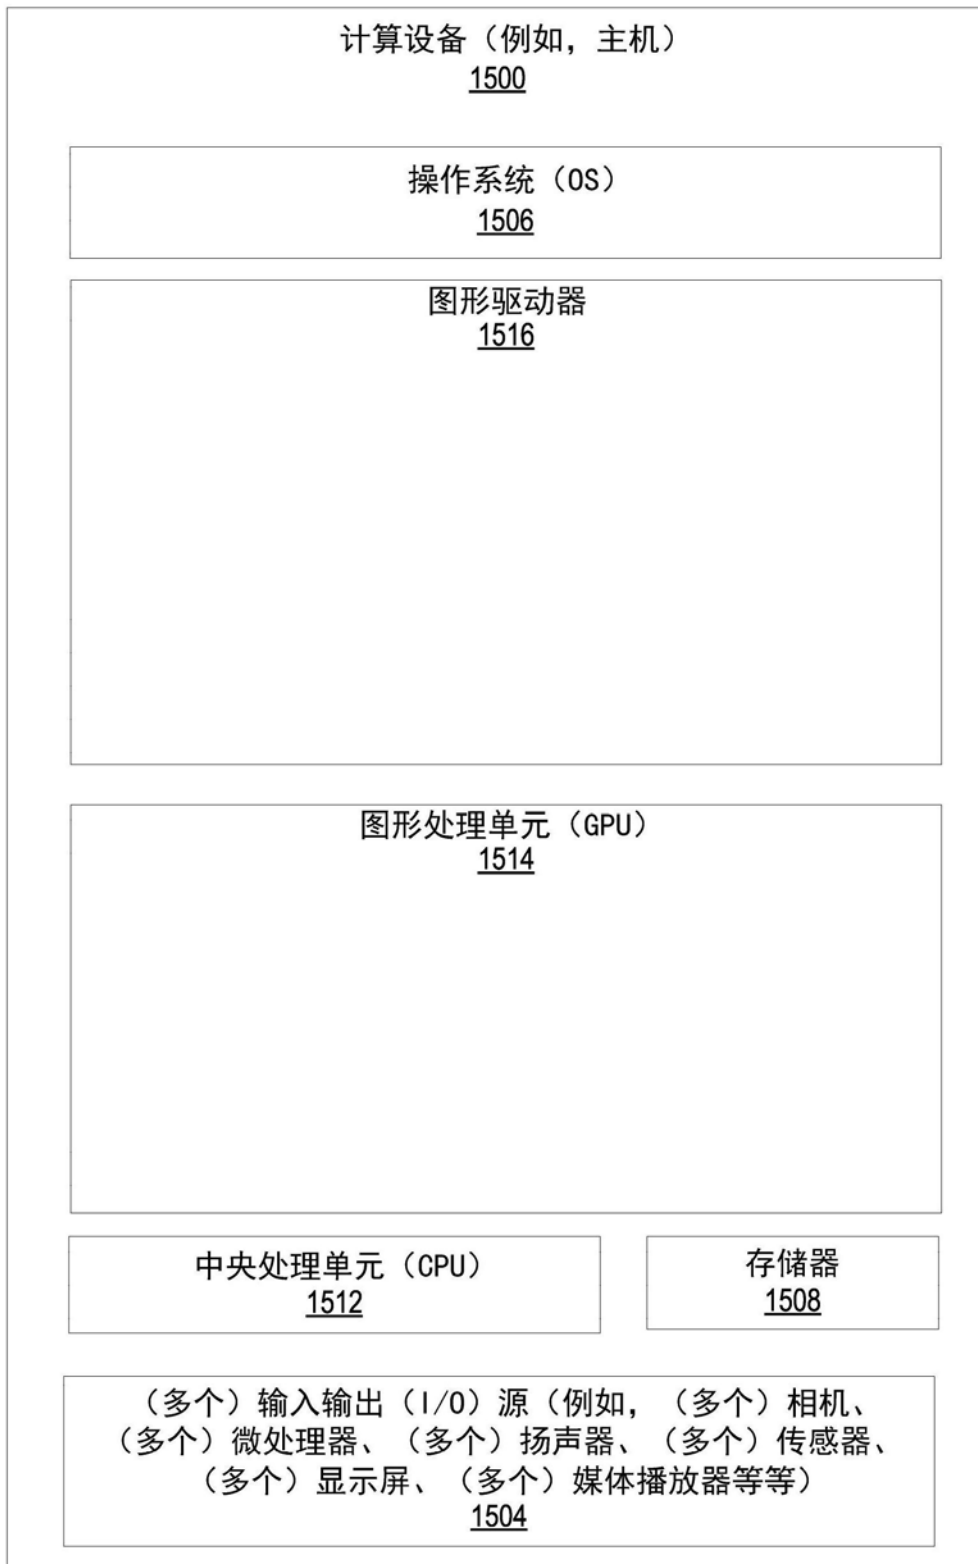 计算设备（例如，主机）
1500
操作系统（OS）
1506
图形驱动器
1516
图形处理单元（GPU）
1514
中央处理单元（CPU）
1512
存储器
1508
（多个）输入输出（I/O）源（例如，（多个）相机、
（多个）微处理器、（多个）扬声器、（多个）传感器、
（多个）显示屏、（多个）媒体播放器等等）
1504